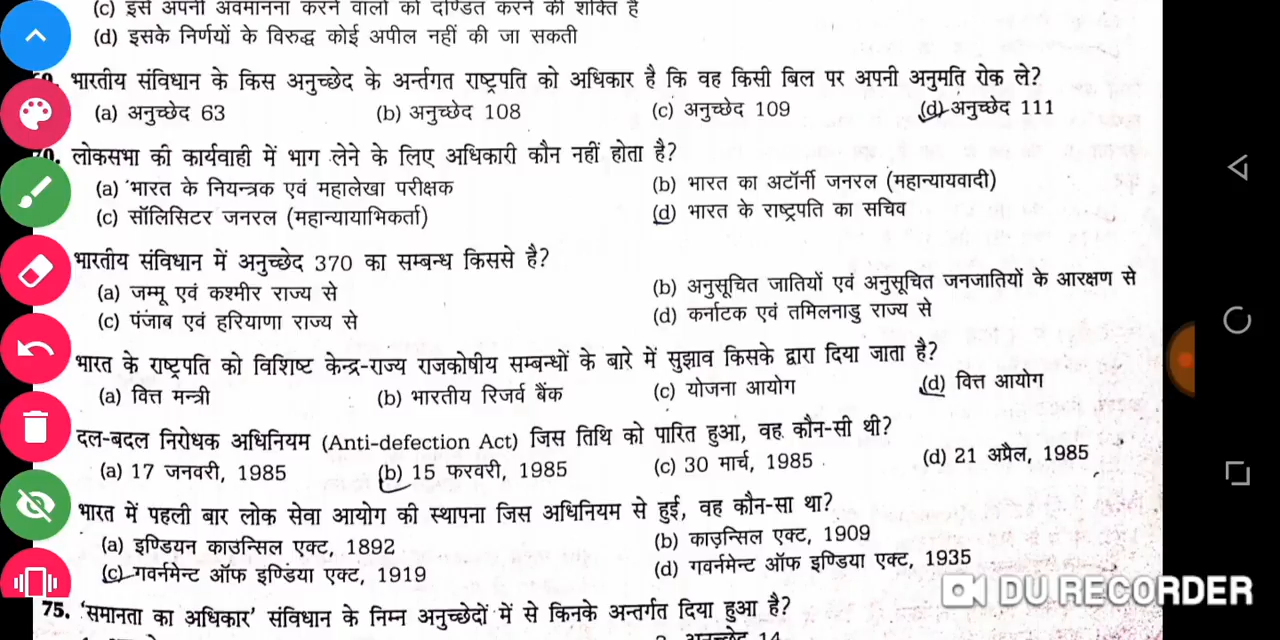 (c) इसे अपनी अवमानना करने वालों को दण्डित करने की शक्ति है
(d) इसके निर्णयों के विरुद्ध कोई अपील नहीं की जा सकती
भारतीय संविधान के किस अनुच्छेद के अर्न्तगत राष्ट्रपति को अधिकार है कि वह किसी बिल पर अपनी अनुमति रोक ले?
(a) अनुच्छेद 63 (b) अनुच्छेद 108 (c) अनुच्छेद 109 (d) अनुच्छेद 111
लोकसभा की कार्यवाही में भाग लेने के लिए अधिकारी कौन नहीं होता है?
(a) भारत के नियन्त्रक एवं महालेखा परीक्षक (b) भारत का अटॉर्नी जनरल (महान्यायवादी)
(c) सॉलिसिटर जनरल (महान्यायाभिकर्ता) (d) भारत के राष्ट्रपति का सचिव
भारतीय संविधान में अनुच्छेद 370 का सम्बन्ध किससे है?
(a) जम्मू एवं कश्मीर राज्य से (b) अनुसूचित जातियों एवं अनुसूचित जनजातियों के आरक्षण से
(c) पंजाब एवं हरियाणा राज्य से (d) कर्नाटक एवं तमिलनाडु राज्य से
भारत के राष्ट्रपति को विशिष्ट केन्द्र-राज्य राजकोषीय सम्बन्धों के बारे में सुझाव किसके द्वारा दिया जाता है?
(a) वित्त मन्त्री (b) भारतीय रिजर्व बैंक (c) योजना आयोग (d) वित्त आयोग
दल-बदल निरोधक अधिनियम (Anti-defection Act) जिस तिथि को पारित हुआ, वह कौन-सी थी?
(a) 17 जनवरी, 1985 (b) 15 फरवरी, 1985 (c) 30 मार्च, 1985 (d) 21 अप्रैल, 1985
भारत में पहली बार लोक सेवा आयोग की स्थापना जिस अधिनियम से हुई, वह कौन-सा था?
(a) इण्डियन काउन्सिल एक्ट, 1892 (b) काउन्सिल एक्ट, 1909
(c) गवर्नमेन्ट ऑफ इण्डिया एक्ट, 1919 (d) गवर्नमेन्ट ऑफ इण्डिया एक्ट, 1935
DU RECORDER
75. 'समानता का अधिकार' संविधान के निम्न अनुच्छेदों में से किनके अन्तर्गत दिया हुआ है?